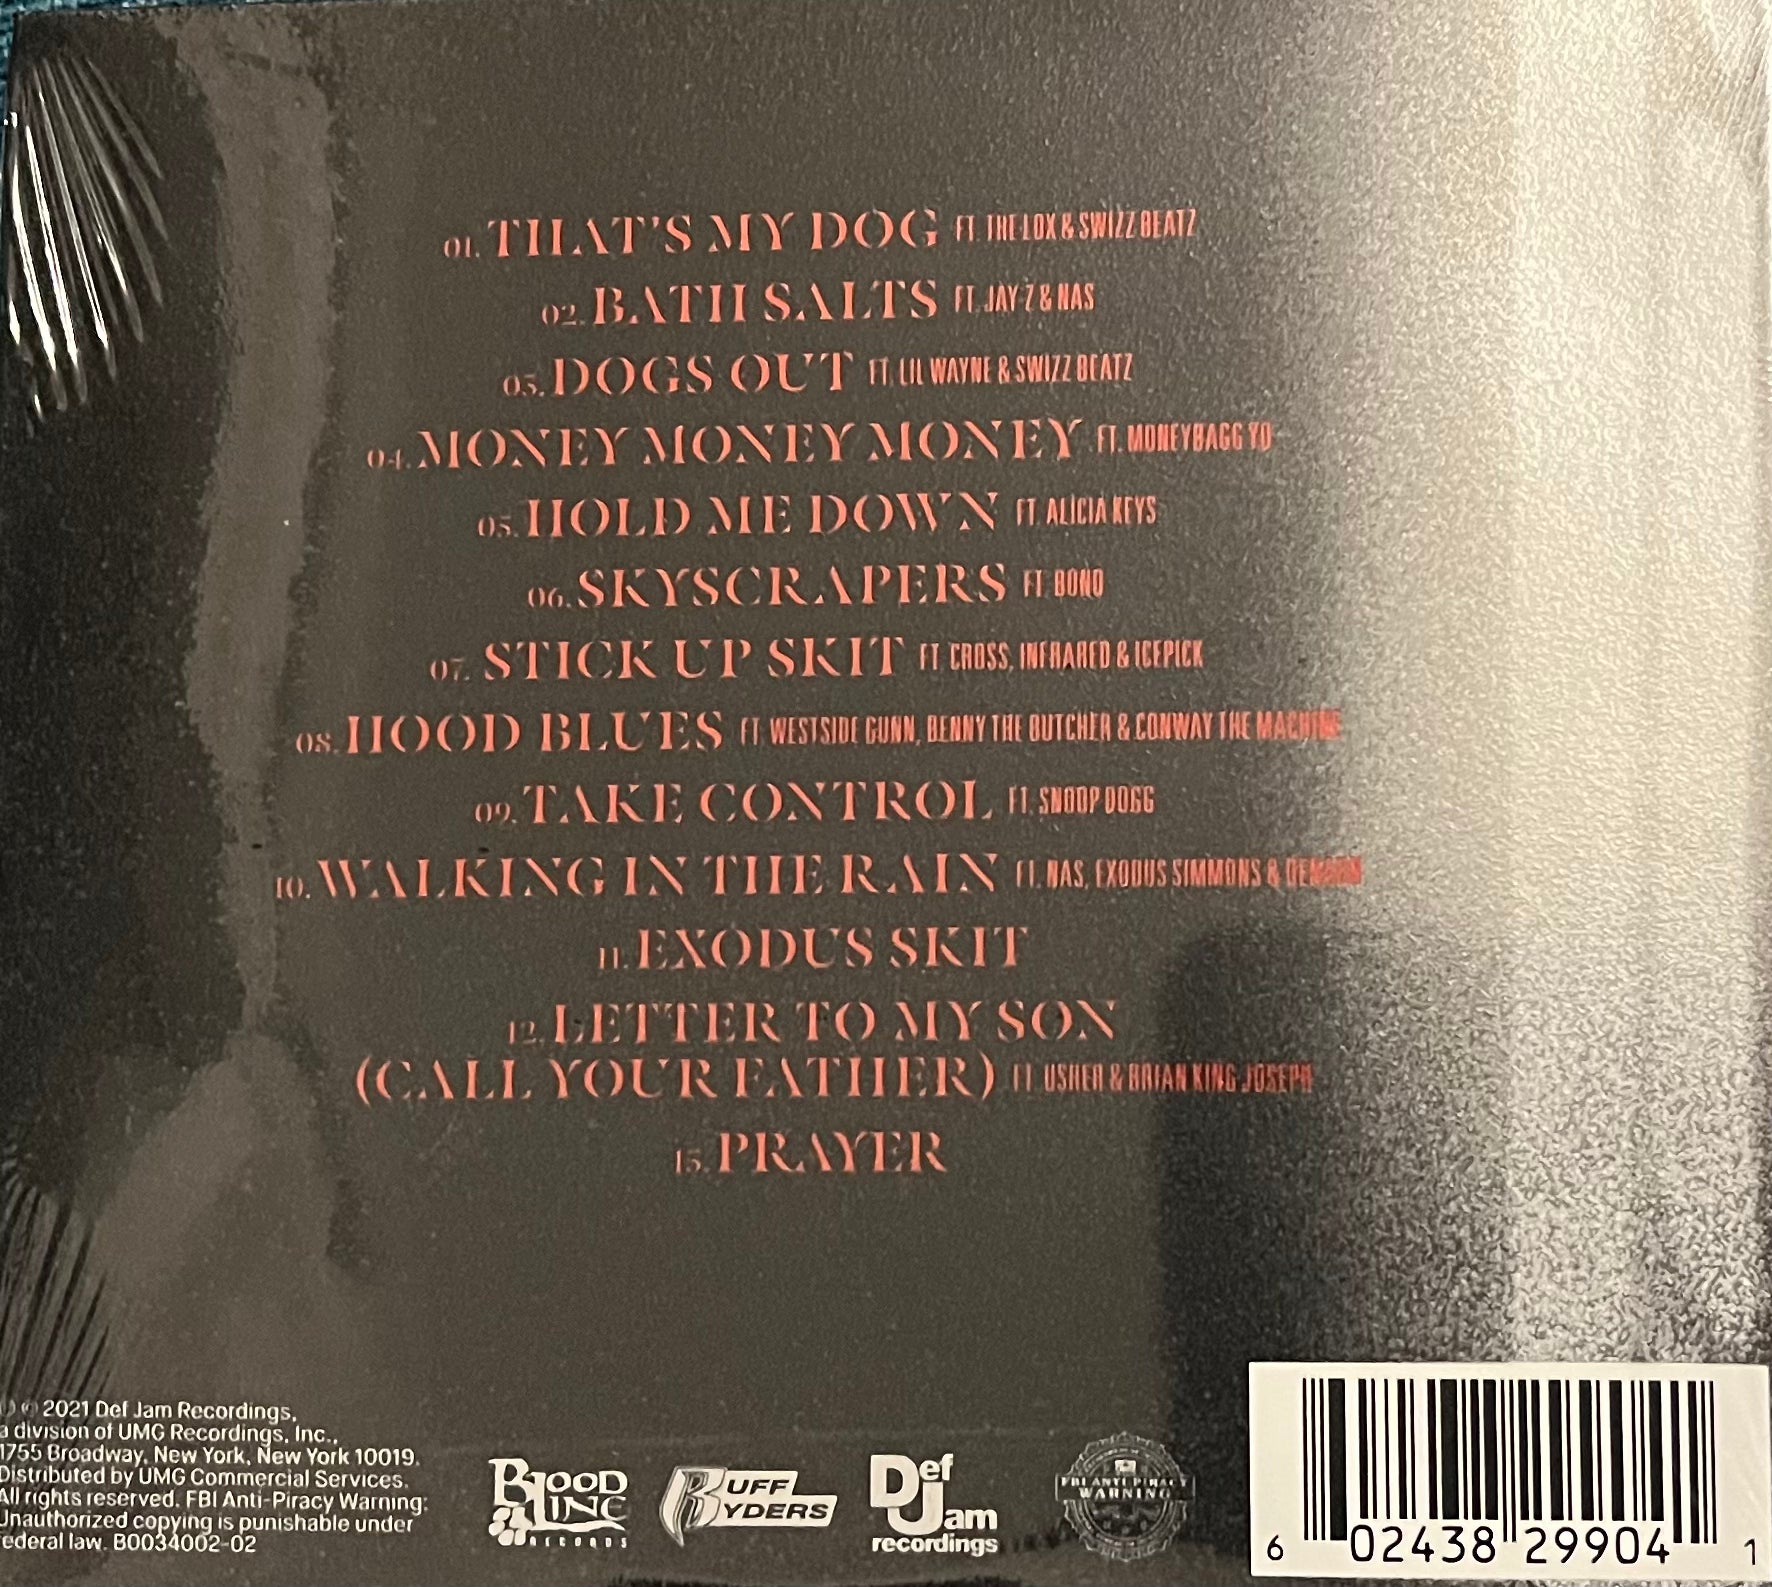 01. THAT'S MY DOG FT. THE LOX & SWIZZ BEATZ
02. BATH SALTS FT. JAY-Z & NAS
03. DOGS OUT FT. LIL WAYNE & SWIZZ BEATZ
04. MONEY MONEY MONEY FT. MONEYBAGG YO
05. HOLD ME DOWN FT. ALICIA KEYS
06. SKYSCRAPERS FT. BONO
07. STICK UP SKIT FT. CROSS, INFRARED & ICEPICK
08. HOOD BLUES FT. WESTSIDE GUNN, BENNY THE BUTCHER & CONWAY THE MACHINE
09. TAKE CONTROL FT. SNOOP DOGG
10. WALKING IN THE RAIN FT. NAS, EXODUS SIMMONS &
11. EXODUS SKIT
12. LETTER TO MY SON
(CALL YOUR FATHER) FT. USHER & BRIAN KING JOSEPH
13. PRAYER
℗ © 2021 Def Jam Recordings,
a division of UMG Recordings, Inc.,
1755 Broadway, New York, New York 10019.
Distributed by UMG Commercial Services.
All rights reserved. FBI Anti-Piracy Warning:
Unauthorized copying is punishable under
federal law. B0034002-02
BLOOD
LINE
RECORDS
RUFF
RYDERS
Def
Jam
recordings
FBI ANTI-PIRACY
WARNING
6 02438 29904 1